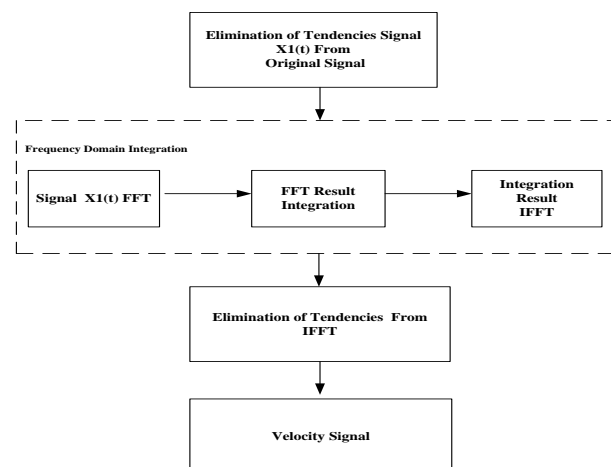 Elimination of Tendencies Signal
X1(t) From
Original Signal
Frequency Domain Integration
Signal X1(t) FFT
FFT Result
Integration
Integration
Result
IFFT
Elimination of Tendencies From
IFFT
Velocity Signal